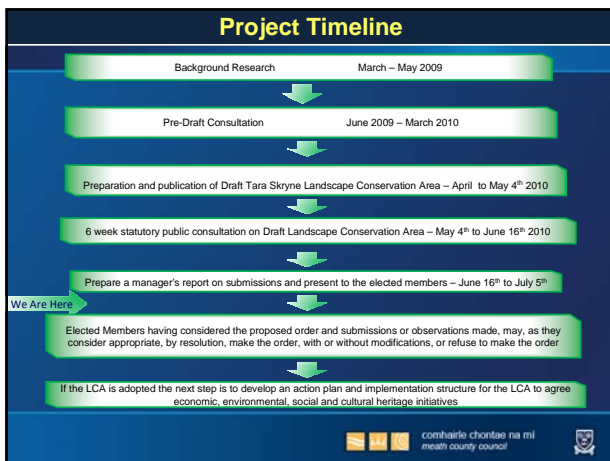 Project Timeline
Background Research March – May 2009
Pre-Draft Consultation June 2009 – March 2010
Preparation and publication of Draft Tara Skryne Landscape Conservation Area – April to May 4th 2010
6 week statutory public consultation on Draft Landscape Conservation Area – May 4th to June 16th 2010
Prepare a manager's report on submissions and present to the elected members – June 16th to July 5th
We Are Here
Elected Members having considered the proposed order and submissions or observations made, may, as they
consider appropriate, by resolution, make the order, with or without modifications, or refuse to make the order
If the LCA is adopted the next step is to develop an action plan and implementation structure for the LCA to agree
economic, environmental, social and cultural heritage initiatives
comhairle chontae na mí
meath county council